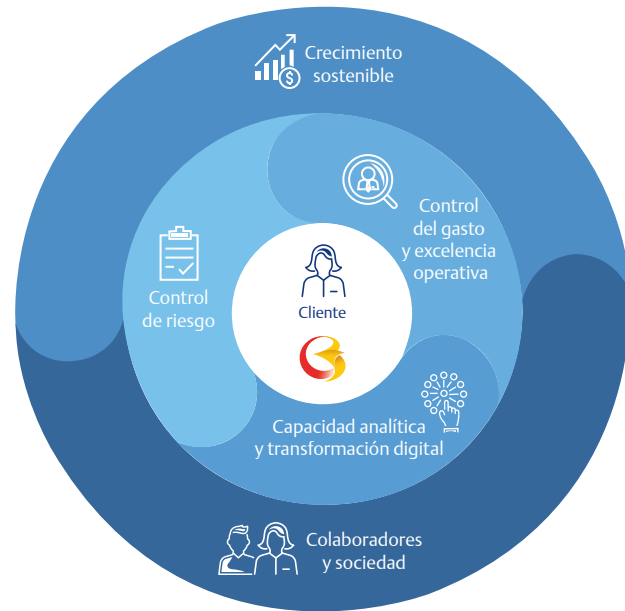 Crecimiento
sostenible
Control
del gasto
y excelencia
operativa
Control
de riesgo
Cliente
Capacidad analítica
y transformación digital
Colaboradores
y sociedad